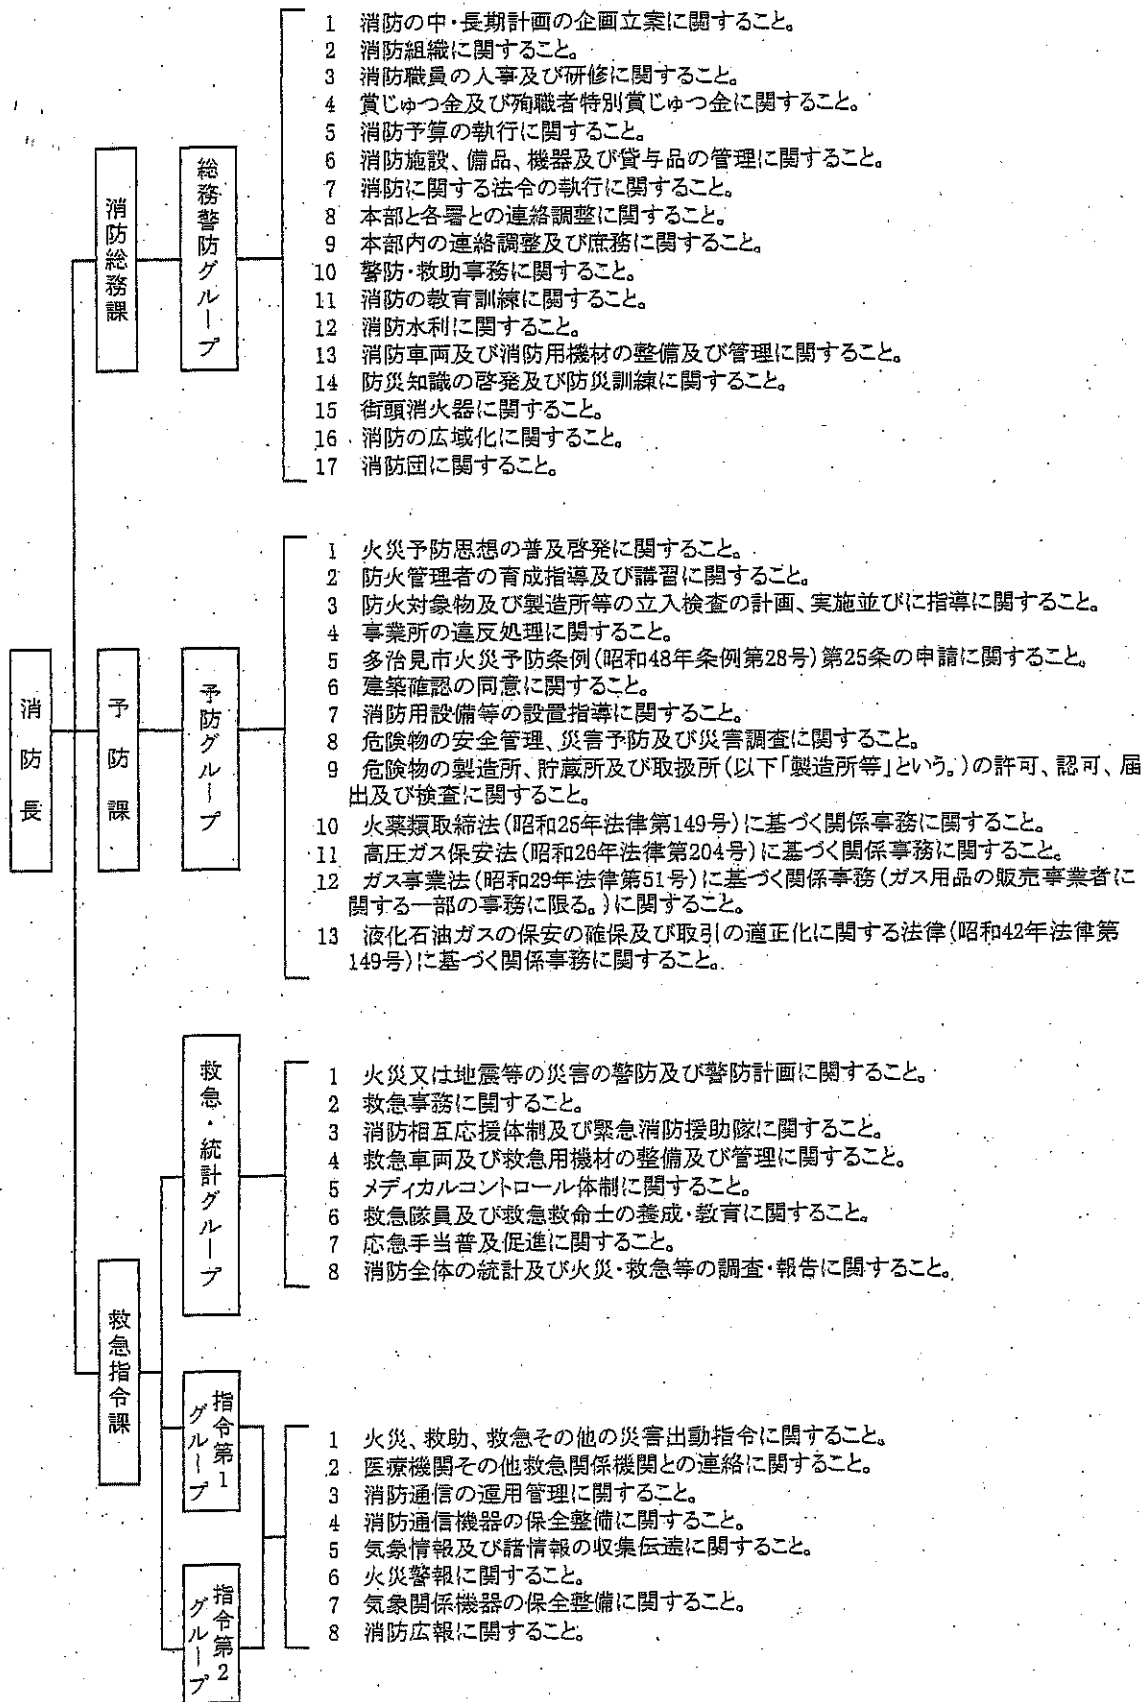 消防長
消防総務課
総務警防グループ
1 消防の中・長期計画の企画立案に関すること。
2 消防組織に関すること。
3 消防職員の人事及び研修に関すること。
4 賞じゅつ金及び殉職者特別賞じゅつ金に関すること。
5 消防予算の執行に関すること。
6 消防施設、備品、機器及び貸与品の管理に関すること。
7 消防に関する法令の執行に関すること。
8 本部と各署との連絡調整に関すること。
9 本部内の連絡調整及び庶務に関すること。
10 警防・救助事務に関すること。
11 消防の教育訓練に関すること。
12 消防水利に関すること。
13 消防車両及び消防用機材の整備及び管理に関すること。
14 防災知識の啓発及び防災訓練に関すること。
15 街頭消火器に関すること。
16 消防の広域化に関すること。
17 消防団に関すること。
予防課
予防グループ
1 火災予防思想の普及啓発に関すること。
2 防火管理者の育成指導及び講習に関すること。
3 防火対象物及び製造所等の立入検査の計画、実施並びに指導に関すること。
4 事業所の違反処理に関すること。
5 多治見市火災予防条例(昭和48年条例第28号)第25条の申請に関すること。
6 建築確認の同意に関すること。
7 消防用設備等の設置指導に関すること。
8 危険物の安全管理、災害予防及び災害調査に関すること。
9 危険物の製造所、貯蔵所及び取扱所(以下「製造所等」という。)の許可、認可、届
出及び検査に関すること。
10 火薬類取締法(昭和25年法律第149号)に基づく関係事務に関すること。
11 高圧ガス保安法(昭和26年法律第204号)に基づく関係事務に関すること。
12 ガス事業法(昭和29年法律第51号)に基づく関係事務(ガス用品の販売事業者に
関する一部の事務に限る。)に関すること。
13 液化石油ガスの保安の確保及び取引の適正化に関する法律(昭和42年法律第
149号)に基づく関係事務に関すること。
救急指令課
救急・統計グループ
1 火災又は地震等の災害の警防及び警防計画に関すること。
2 救急事務に関すること。
3 消防相互応援体制及び緊急消防援助隊に関すること。
4 救急車両及び救急用機材の整備及び管理に関すること。
5 メディカルコントロール体制に関すること。
6 救急隊員及び救急救命士の養成・教育に関すること。
7 応急手当普及促進に関すること。
8 消防全体の統計及び火災・救急等の調査・報告に関すること。
指令第1
グループ
指令第2
グループ
1 火災、救助、救急その他の災害出動指令に関すること。
2 医療機関その他救急関係機関との連絡に関すること。
3 消防通信の運用管理に関すること。
4 消防通信機器の保全整備に関すること。
5 気象情報及び諸情報の収集伝達に関すること。
6 火災警報に関すること。
7 気象関係機器の保全整備に関すること。
8 消防広報に関すること。